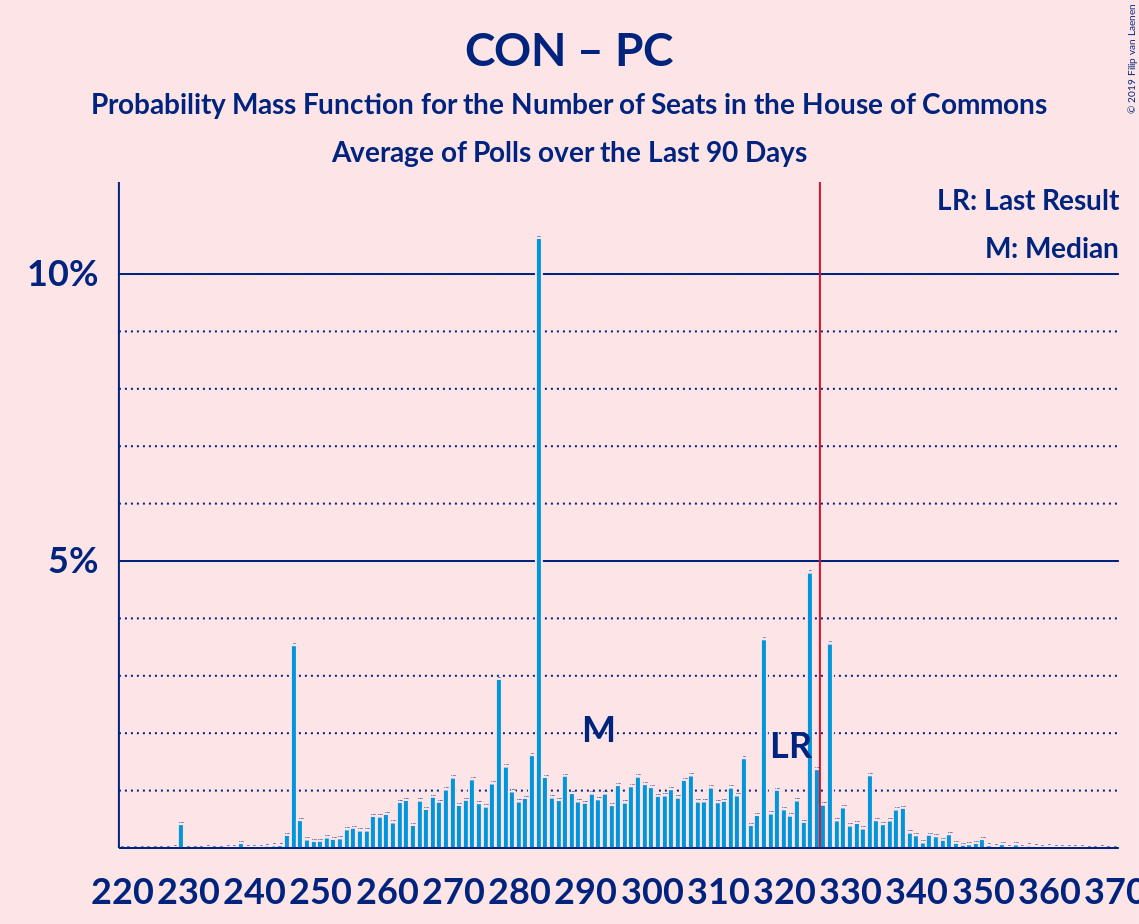 CON – PC
Probability Mass Function for the Number of Seats in the House of Commons
Average of Polls over the Last 90 Days
© 2019 Filip van Laenen
LR: Last Result
M: Median
10%
5%
M
LR
220 230 240 250 260 270 280 290 300 310 320 330 340 350 360 370